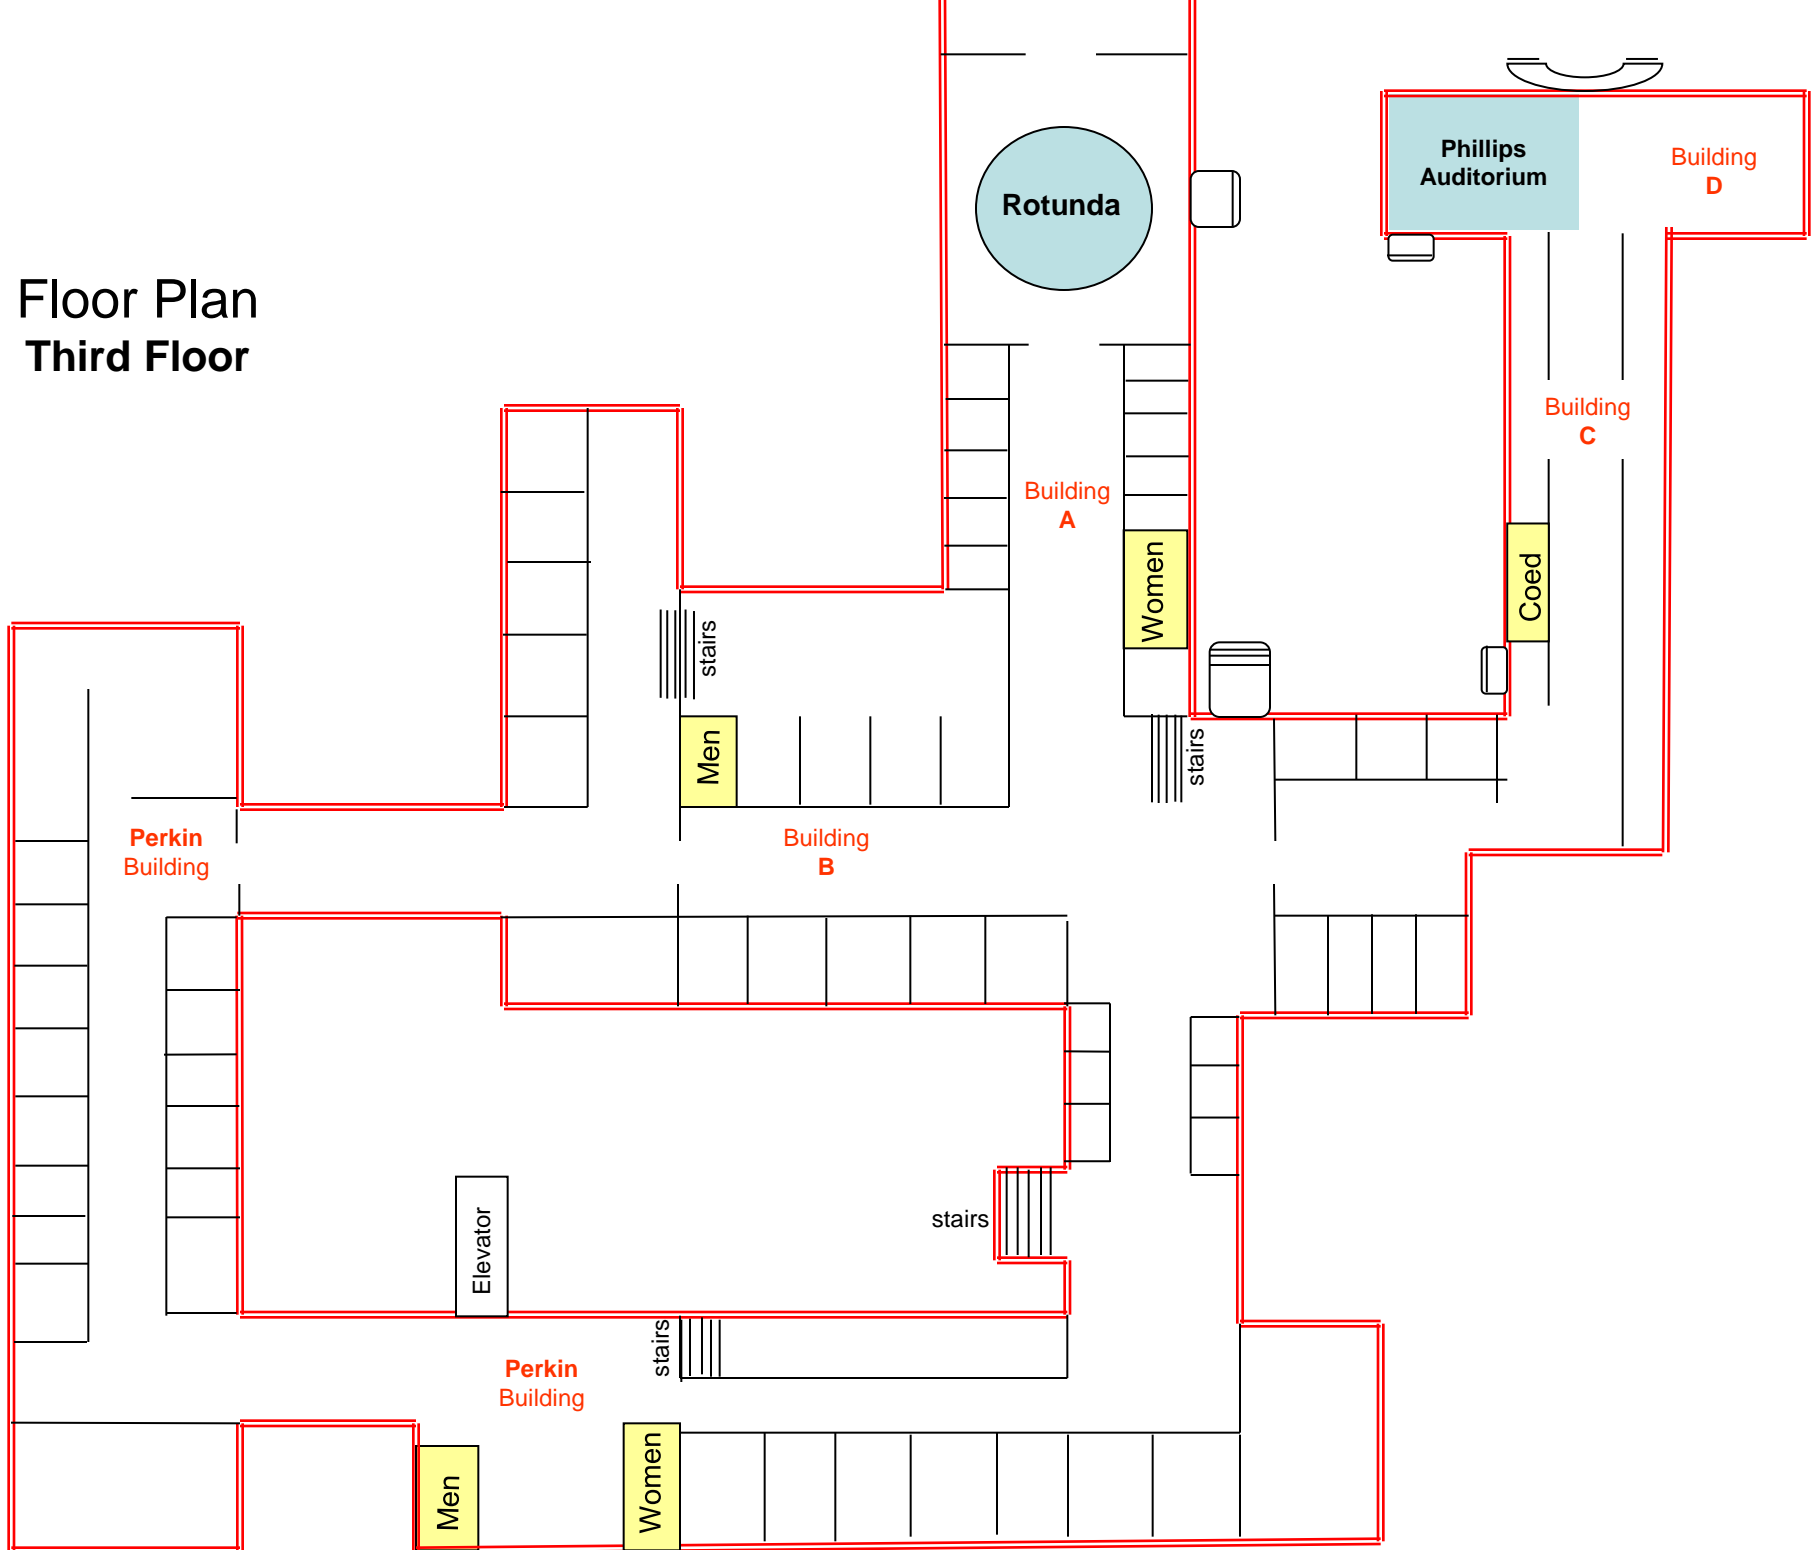 Floor Plan
Third Floor
Rotunda
Phillips
Auditorium
Building
D
Building
C
Building
A
Women
Coed
stairs
Men
stairs
Perkin
Building
Building
B
Elevator
stairs
stairs
Perkin
Building
Men
Women